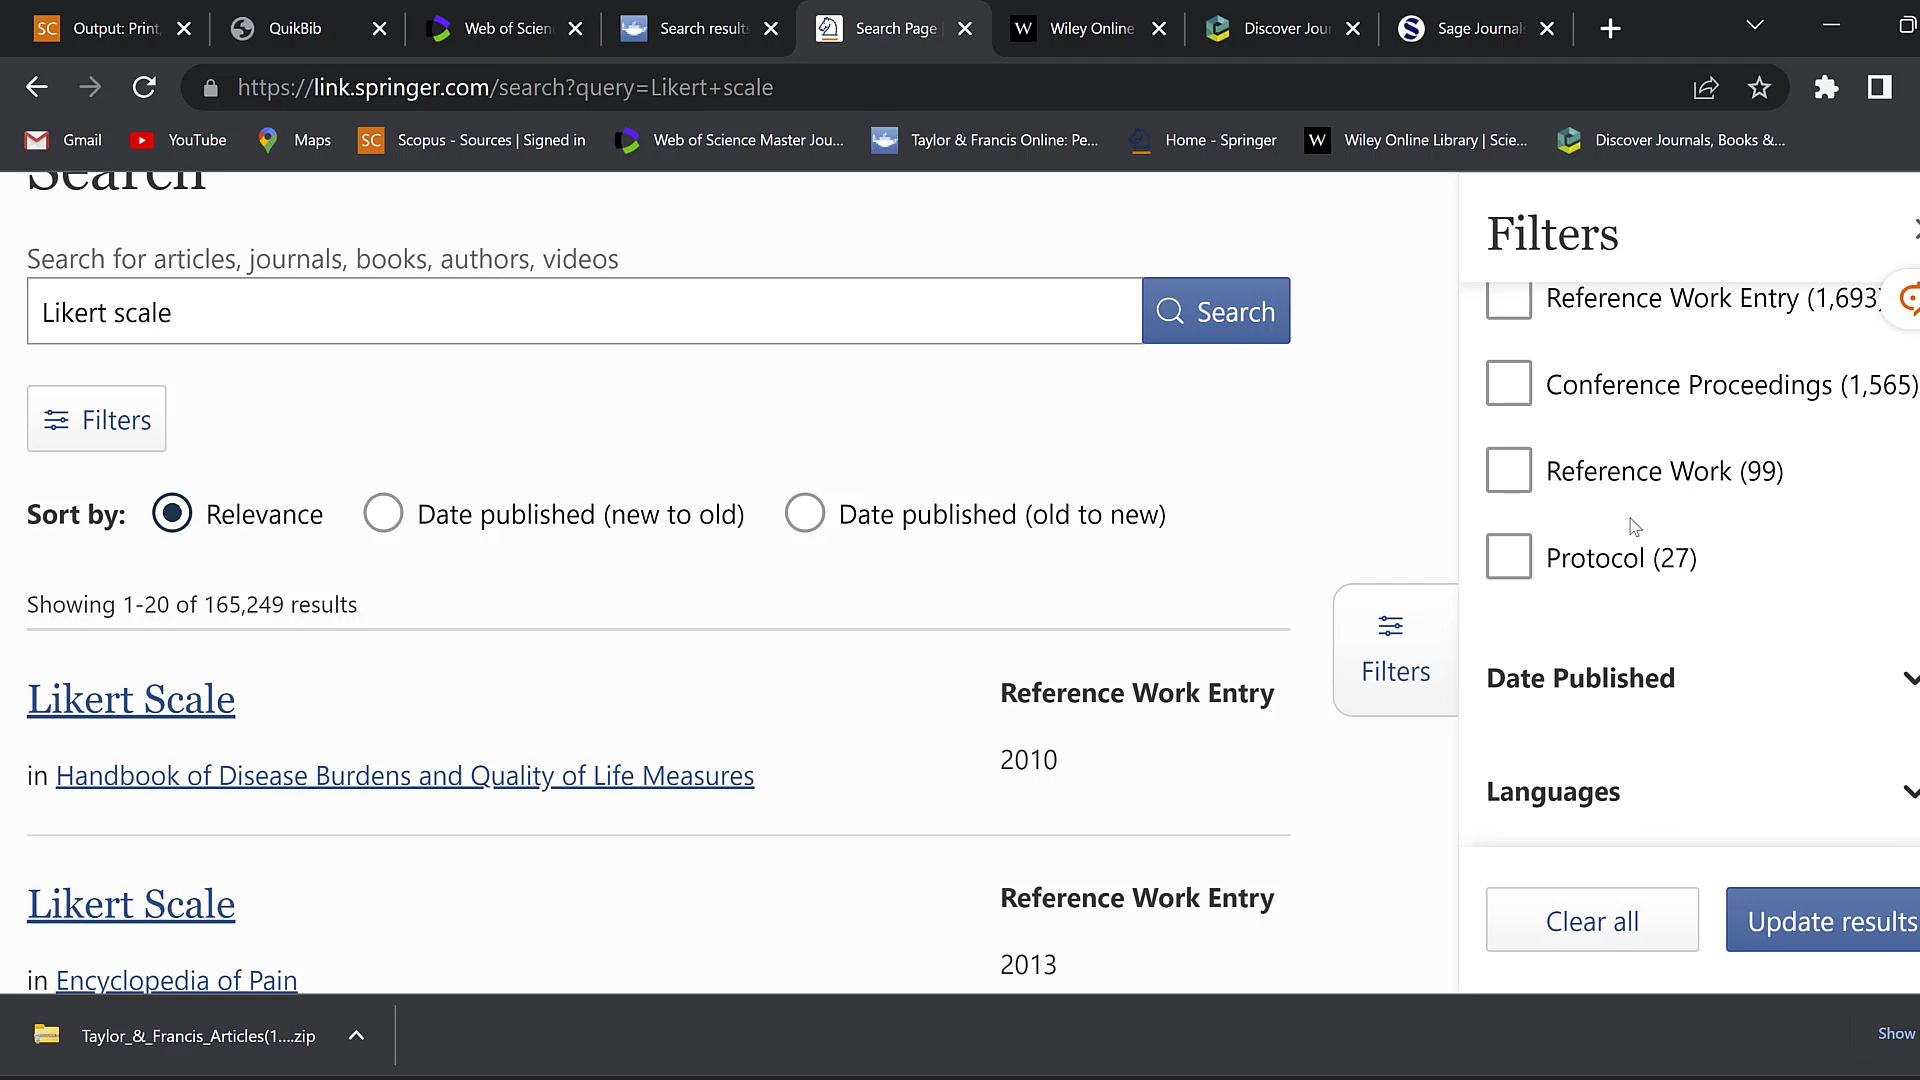 SC Output: Print, QuikBib Web of Scien Search results Search Page W Wiley Online Discover Jou S Sage Journals
https://link.springer.com/search?query=Likert+scale
Gmail YouTube Maps SC Scopus - Sources | Signed in Web of Science Master Jou... Taylor & Francis Online: Pe... Home - Springer W Wiley Online Library | Scie... Discover Journals, Books &...
Search
Search for articles, journals, books, authors, videos
Likert scale
Search
Filters
Sort by: Relevance Date published (new to old) Date published (old to new)
Showing 1-20 of 165,249 results
Likert Scale
Reference Work Entry
in Handbook of Disease Burdens and Quality of Life Measures
2010
Likert Scale
Reference Work Entry
in Encyclopedia of Pain
2013
Filters
Filters
Reference Work Entry (1,693)
Conference Proceedings (1,565)
Reference Work (99)
Protocol (27)
Date Published
Languages
Clear all
Update results
Taylor_&_Francis_Articles(1....zip
Show